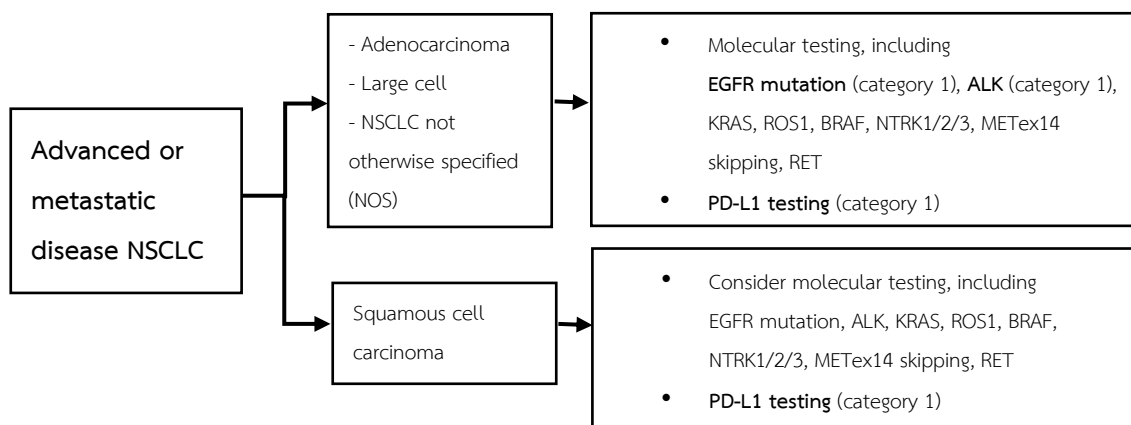 Advanced or
metastatic
disease NSCLC
- Adenocarcinoma
- Large cell
- NSCLC not
otherwise specified
(NOS)
• Molecular testing, including
EGFR mutation (category 1), ALK (category 1),
KRAS, ROS1, BRAF, NTRK1/2/3, METex14
skipping, RET
• PD-L1 testing (category 1)
Squamous cell
carcinoma
• Consider molecular testing, including
EGFR mutation, ALK, KRAS, ROS1, BRAF,
NTRK1/2/3, METex14 skipping, RET
• PD-L1 testing (category 1)